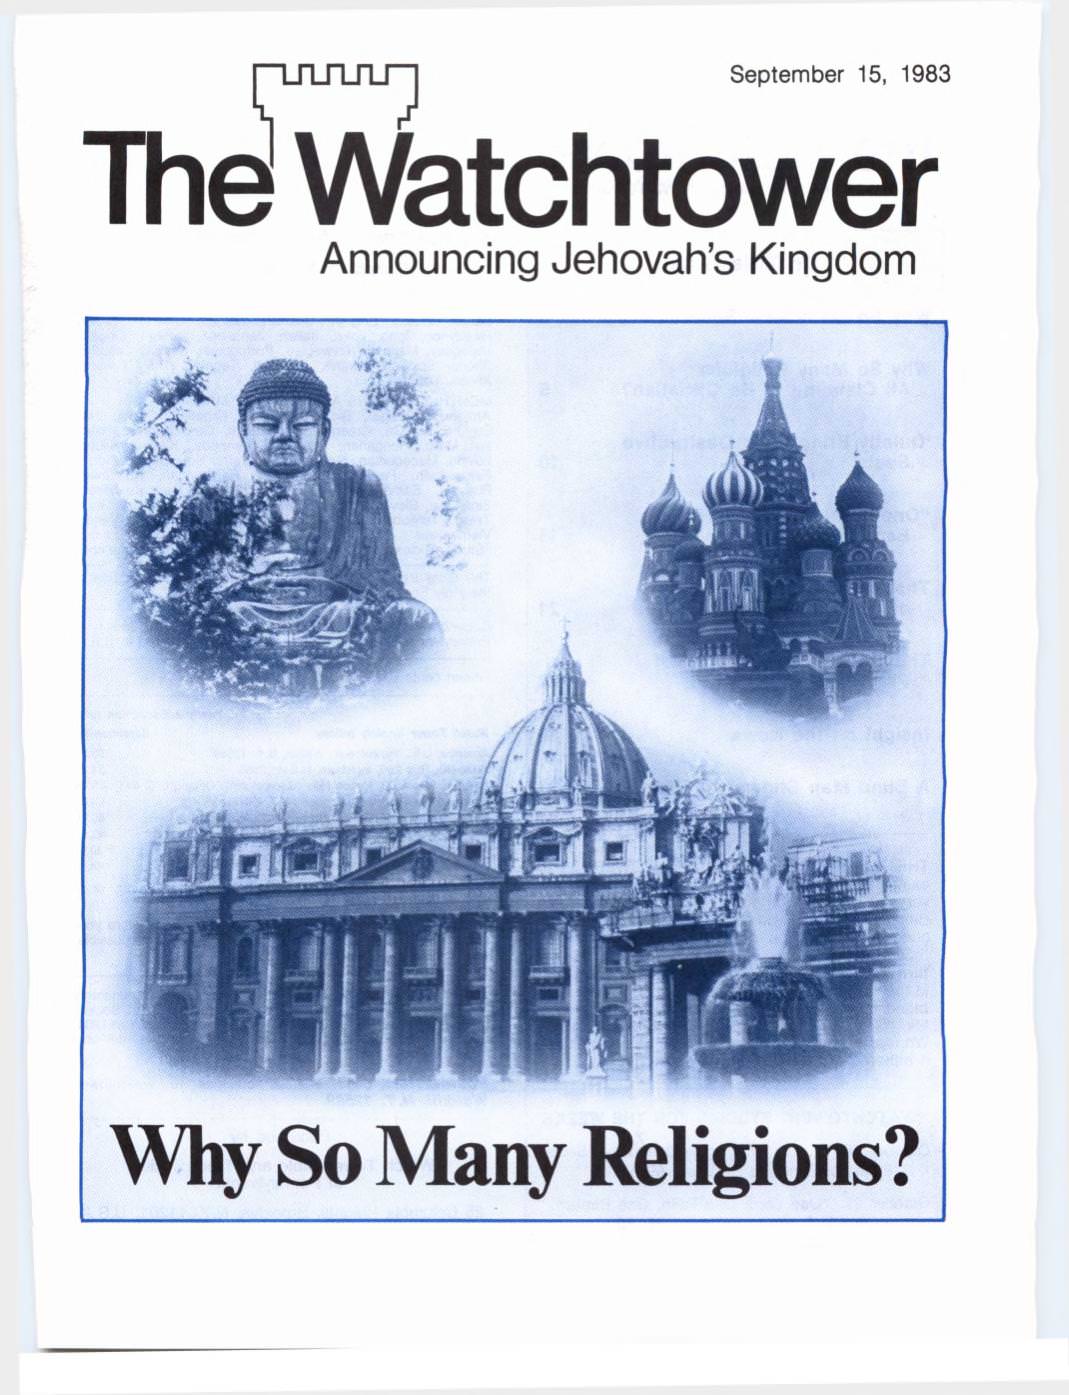 September 15, 1983
The Watchtower
Announcing Jehovah's Kingdom
Why So Many Religions?